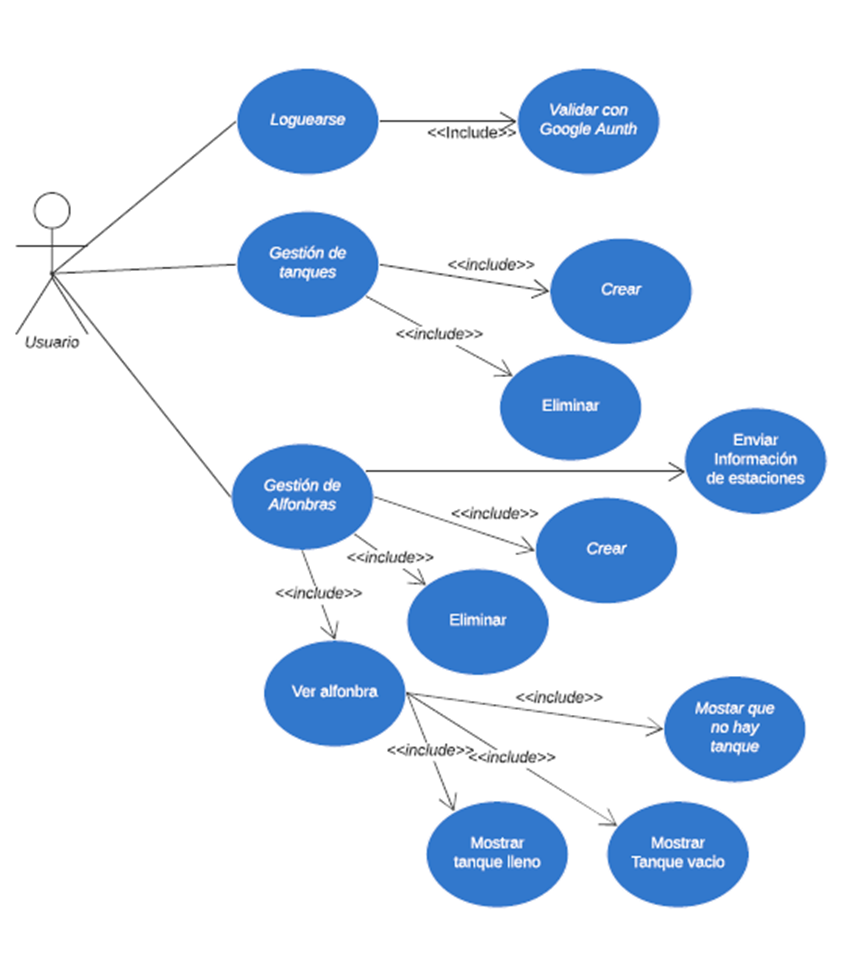 Loguearse
<<Include>>
Validar con
Google Aunth
Usuario
Gestión de
tanques
<<include>>
Crear
<<include>>
Eliminar
Gestión de
Alfonbras
Enviar
Información
de estaciones
<<include>>
Crear
<<include>>
Eliminar
<<include>>
Ver alfonbra
<<include>>
Mostar que
no hay
tanque
<<include>>
<<include>>
Mostrar
tanque lleno
Mostrar
Tanque vacio